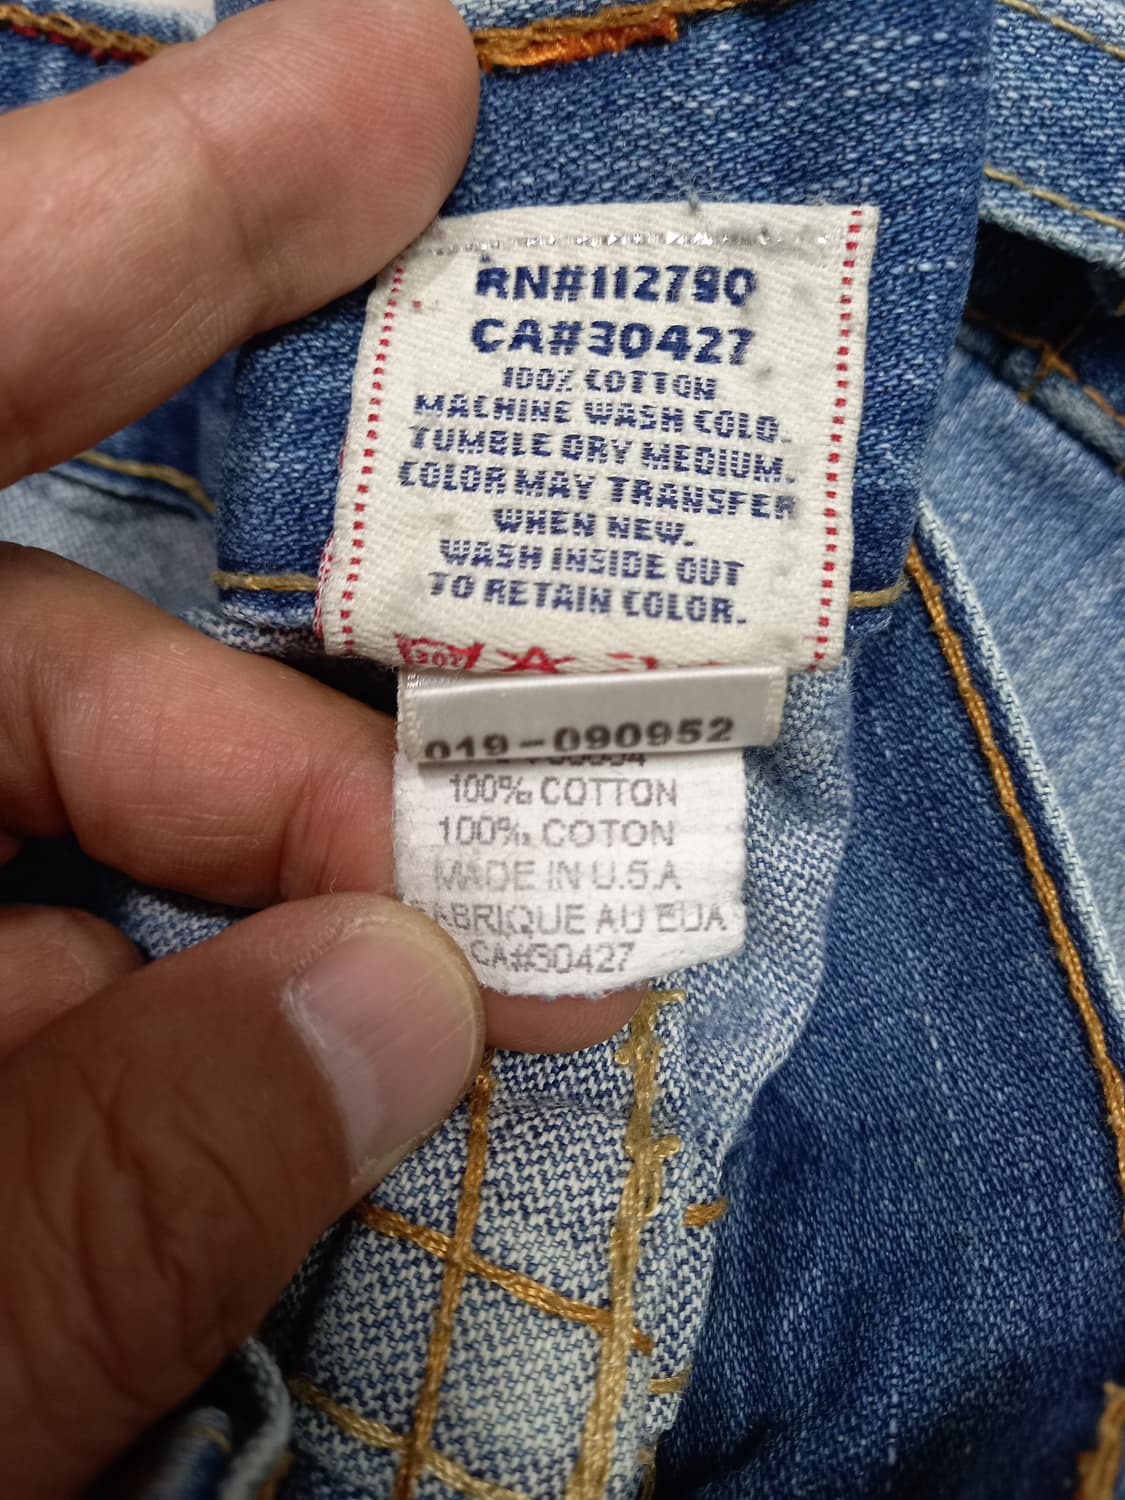 RN#112790
CA#30427
100% COTTON
MACHINE WASH COLD.
TUMBLE DRY MEDIUM.
COLOR MAY TRANSFER
WHEN NEW.
WASH INSIDE OUT
TO RETAIN COLOR.
019-090952
100% COTTON
100% COTON
MADE IN U.S.A
FABRIQUE AU EUA
CA#30427